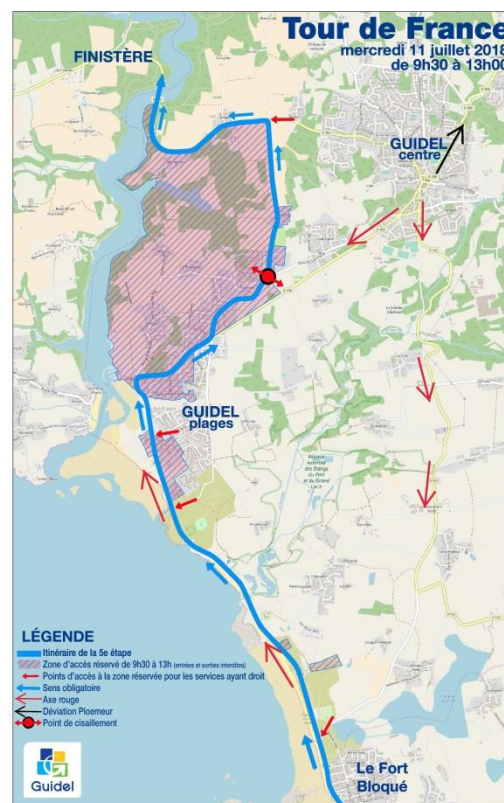 Tour de France
mercredi 11 juillet 2018
de 9h30 à 13h00
FINISTÈRE
GUIDEL
centre
GUIDEL
plages
LÉGENDE
Itinéraire de la 5e étape
Zone d'accès réservé de 9h30 à 13h (entrées et sorties interdites)
Points d'accès à la zone réservée pour les services ayant droit
Sens obligatoire
Axe rouge
Déviation Ploemeur
Point de cisaillement
Guidel
Le Fort
Bloqué